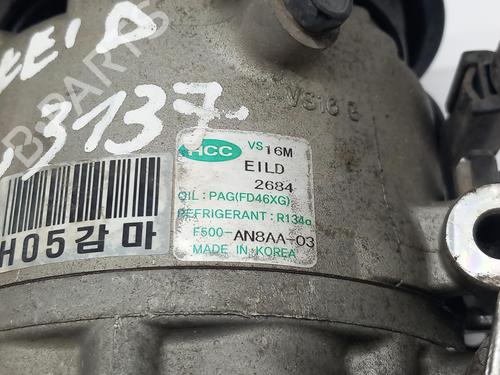 3137
VS16 B
HCC VS16M
EILD
2684
OIL : PAG(FD46XG)
REFRIGERANT : R134a
F500-AN8AA-03
MADE IN KOREA
H05감마